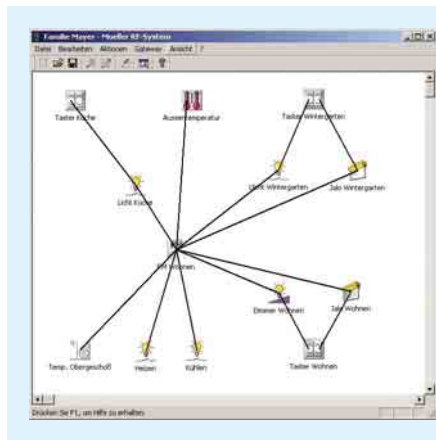 Familie Mayer - Moeller RF-System
Datei Bearbeiten Aktionen Gateway Ansicht ?
Taster Küche
Aussentemperatur
Taster Wintergarten
Licht Küche
Licht Wintergarten
Jalo Wintergarten
RM Wohnen
Dimmer Wohnen
Jalo Wohnen
Temp. Obergeschoß
Heizen
Kühlen
Taster Wohnen
Drücken Sie F1, um Hilfe zu erhalten